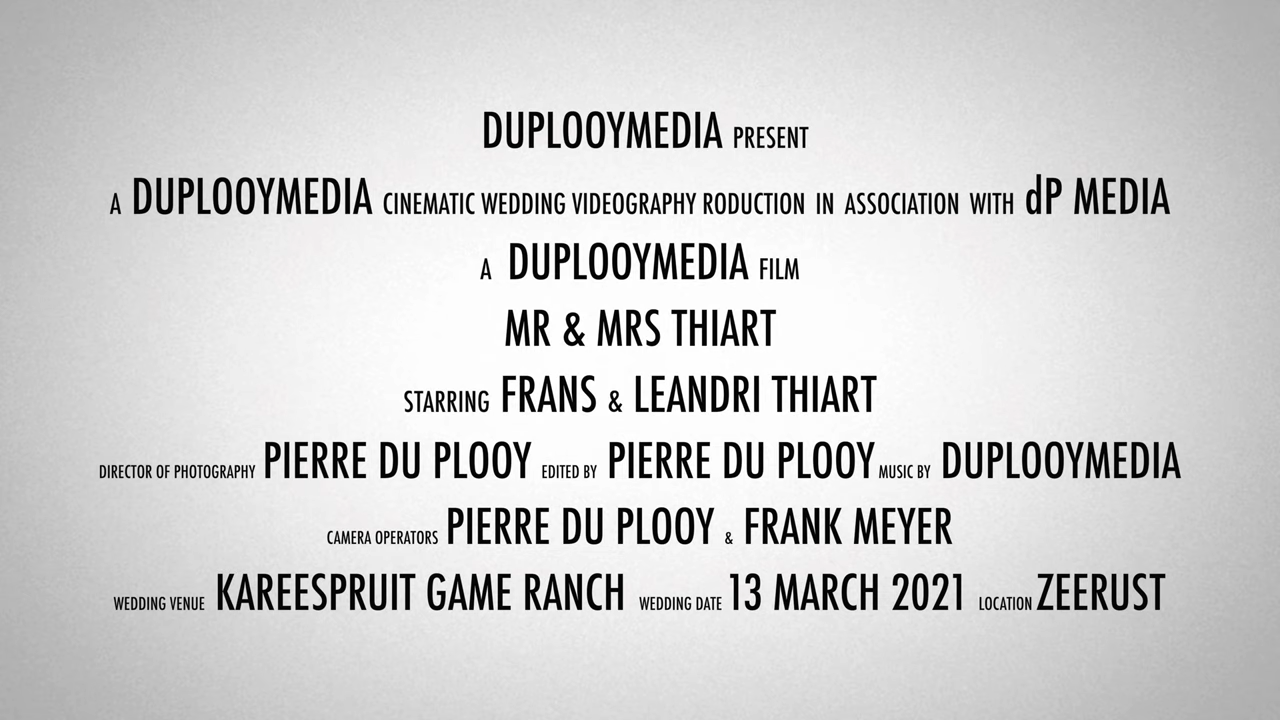 DUPLOOYMEDIA PRESENT
A DUPLOOYMEDIA CINEMATIC WEDDING VIDEOGRAPHY RODUCTION IN ASSOCIATION WITH dP MEDIA
A DUPLOOYMEDIA FILM
MR & MRS THIART
STARRING FRANS & LEANDRI THIART
DIRECTOR OF PHOTOGRAPHY PIERRE DU PLOOY EDITED BY PIERRE DU PLOOY MUSIC BY DUPLOOYMEDIA
CAMERA OPERATORS PIERRE DU PLOOY & FRANK MEYER
WEDDING VENUE KAREESPRUIT GAME RANCH WEDDING DATE 13 MARCH 2021 LOCATION ZEERUST